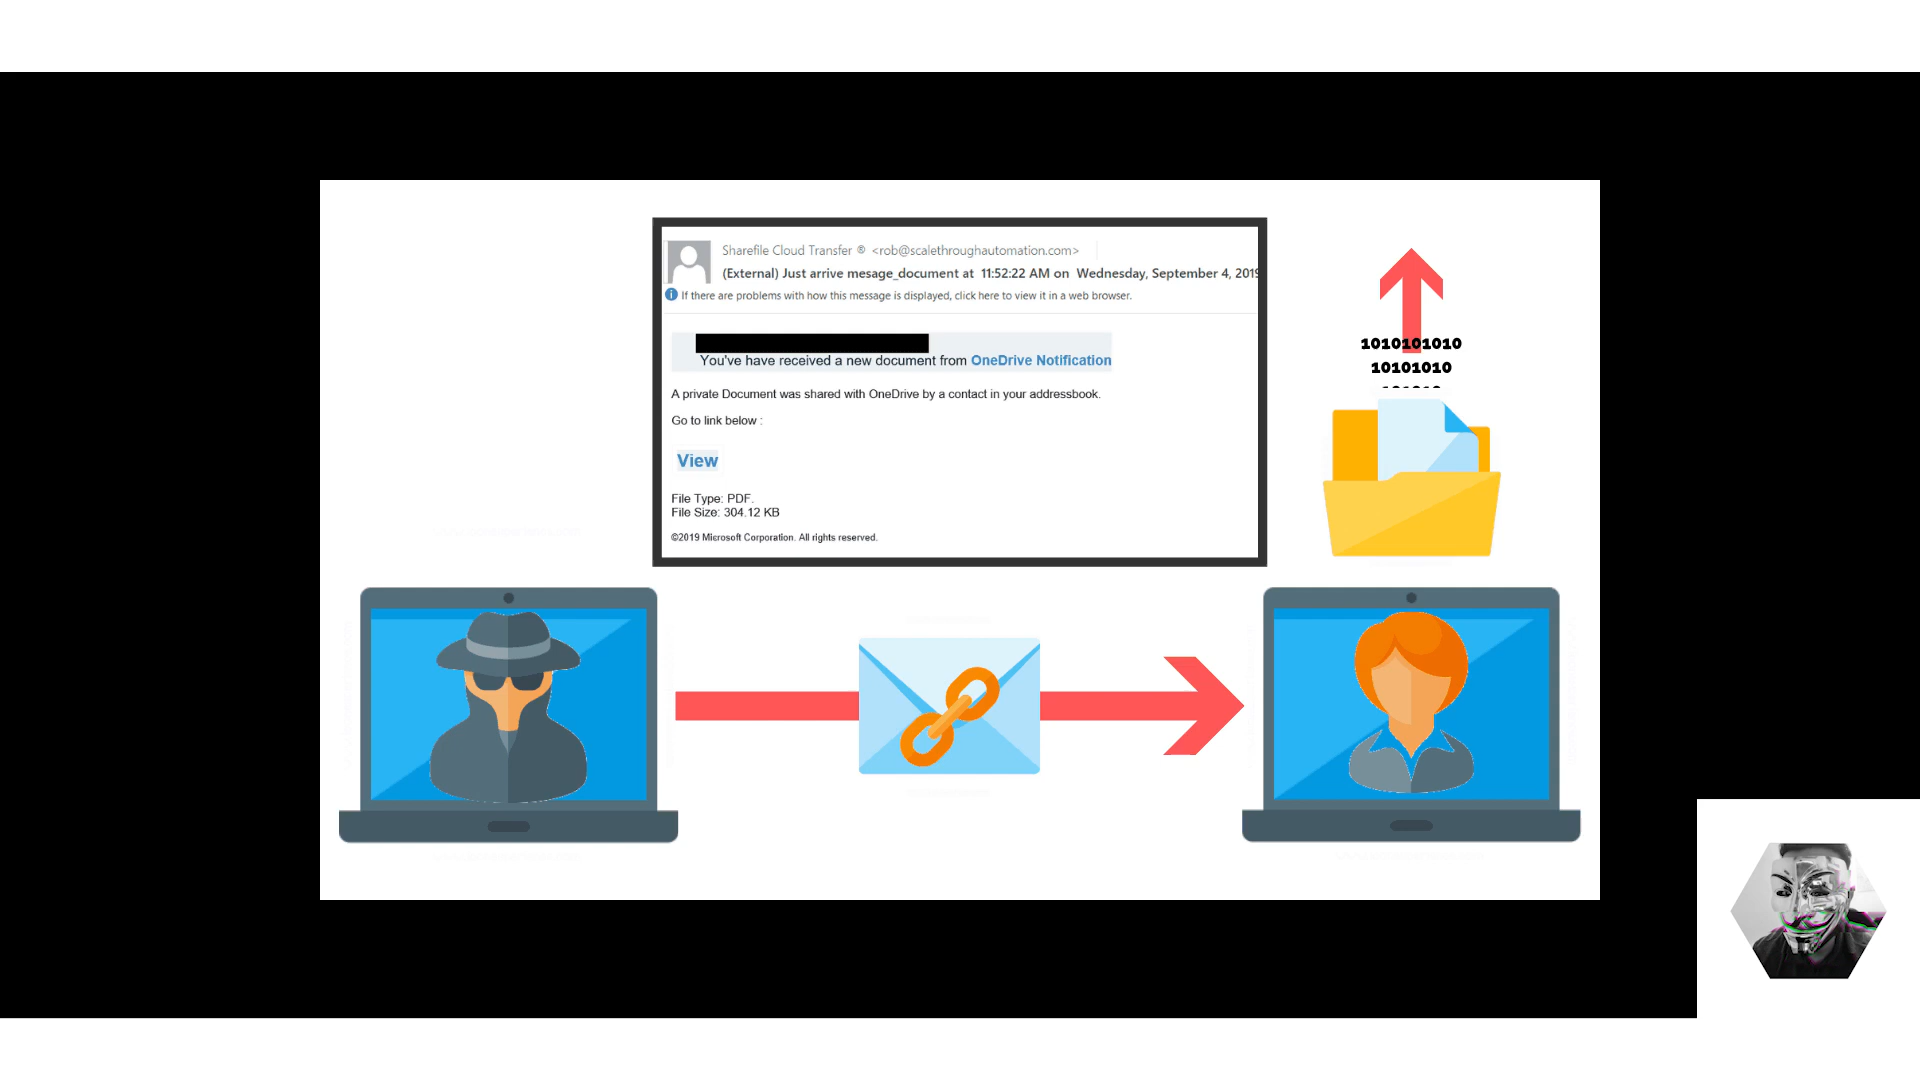 Sharefile Cloud Transfer ® <rob@scalethroughautomation.com>
(External) Just arrive mesage_document at 11:52:22 AM on Wednesday, September 4, 2019
If there are problems with how this message is displayed, click here to view it in a web browser.
You've have received a new document from OneDrive Notification
A private Document was shared with OneDrive by a contact in your addressbook.
Go to link below :
View
File Type: PDF.
File Size: 304.12 KB
©2019 Microsoft Corporation. All rights reserved.
1010101010
10101010